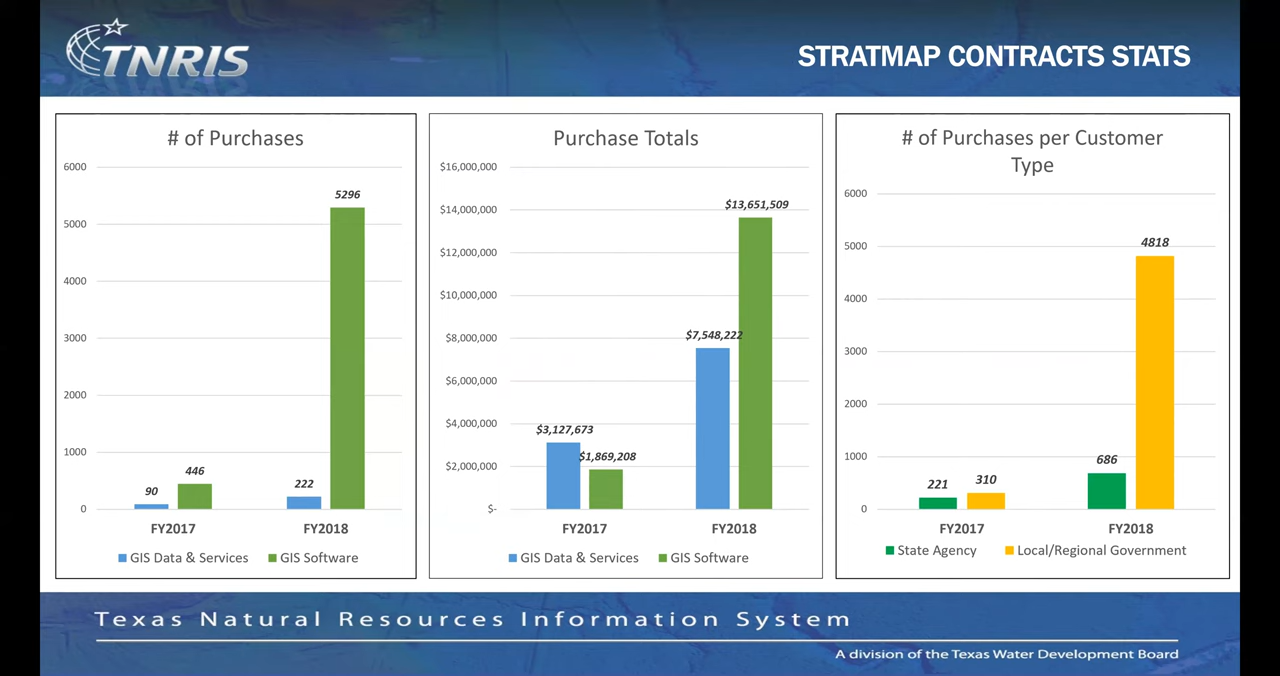 TNRIS
STRATMAP CONTRACTS STATS
# of Purchases
6000
5000
4000
3000
2000
1000
0
90
446
222
5296
FY2017
FY2018
GIS Data & Services
GIS Software
Purchase Totals
$16,000,000
$14,000,000
$12,000,000
$10,000,000
$8,000,000
$6,000,000
$4,000,000
$2,000,000
$-
$3,127,673
$1,869,208
$7,548,222
$13,651,509
FY2017
FY2018
GIS Data & Services
GIS Software
# of Purchases per Customer
Type
6000
5000
4000
3000
2000
1000
0
221
310
686
4818
FY2017
FY2018
State Agency
Local/Regional Government
Texas Natural Resources Information System
A division of the Texas Water Development Board